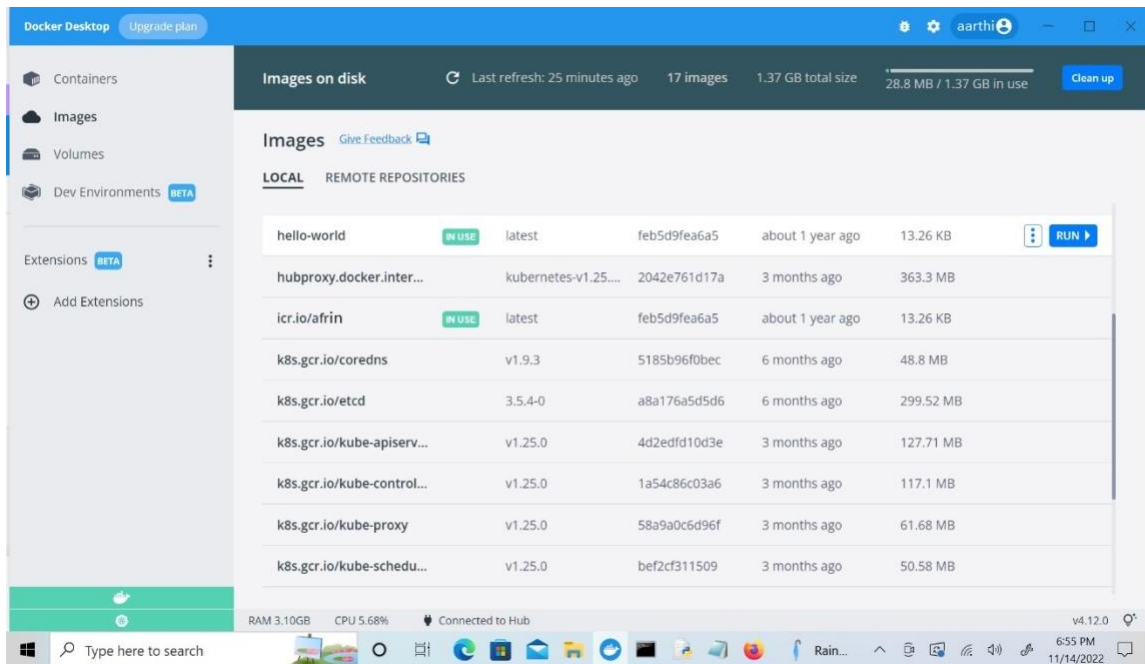 Docker Desktop Upgrade plan aarthi
Containers
Images
Volumes
Dev Environments BETA
Extensions BETA
Add Extensions
Images on disk Last refresh: 25 minutes ago 17 images 1.37 GB total size 28.8 MB / 1.37 GB in use Clean up
Images Give Feedback
LOCAL REMOTE REPOSITORIES
hello-world IN USE latest feb5d9fea6a5 about 1 year ago 13.26 KB RUN
hubproxy.docker.inter... kubernetes-v1.25.... 2042e761d17a 3 months ago 363.3 MB
icr.io/afrin IN USE latest feb5d9fea6a5 about 1 year ago 13.26 KB
k8s.gcr.io/coredns v1.9.3 5185b96f0bec 6 months ago 48.8 MB
k8s.gcr.io/etcd 3.5.4-0 a8a176a5d5d6 6 months ago 299.52 MB
k8s.gcr.io/kube-apiserv... v1.25.0 4d2edfd10d3e 3 months ago 127.71 MB
k8s.gcr.io/kube-control... v1.25.0 1a54c86c03a6 3 months ago 117.1 MB
k8s.gcr.io/kube-proxy v1.25.0 58a9a0c6d96f 3 months ago 61.68 MB
k8s.gcr.io/kube-schedu... v1.25.0 bef2cf311509 3 months ago 50.58 MB
RAM 3.10GB CPU 5.68% Connected to Hub v4.12.0
Type here to search Rain... 6:55 PM
11/14/2022